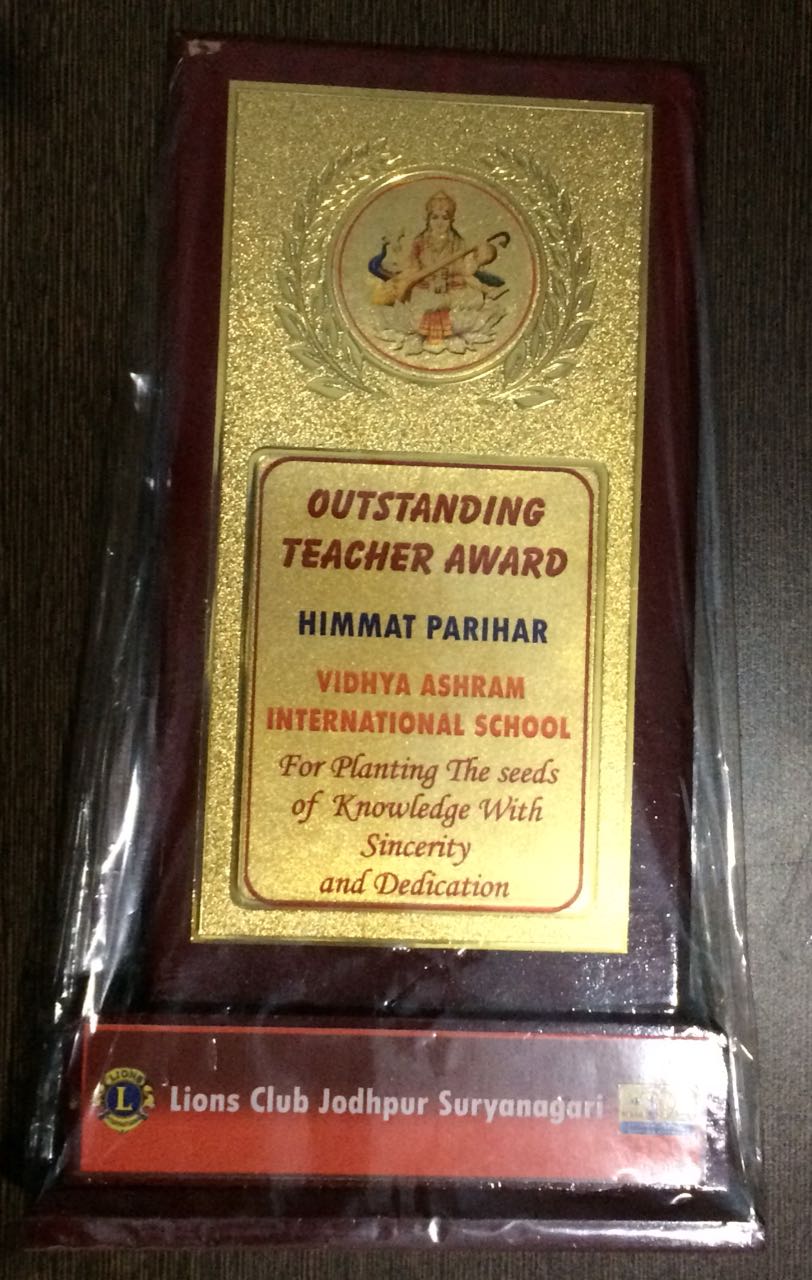 OUTSTANDING
TEACHER AWARD
HIMMAT PARIHAR
VIDHYA ASHRAM
INTERNATIONAL SCHOOL
For Planting The seeds
of Knowledge With
Sincerity
and Dedication
LIONS
L
Lions Club Jodhpur Suryanagari